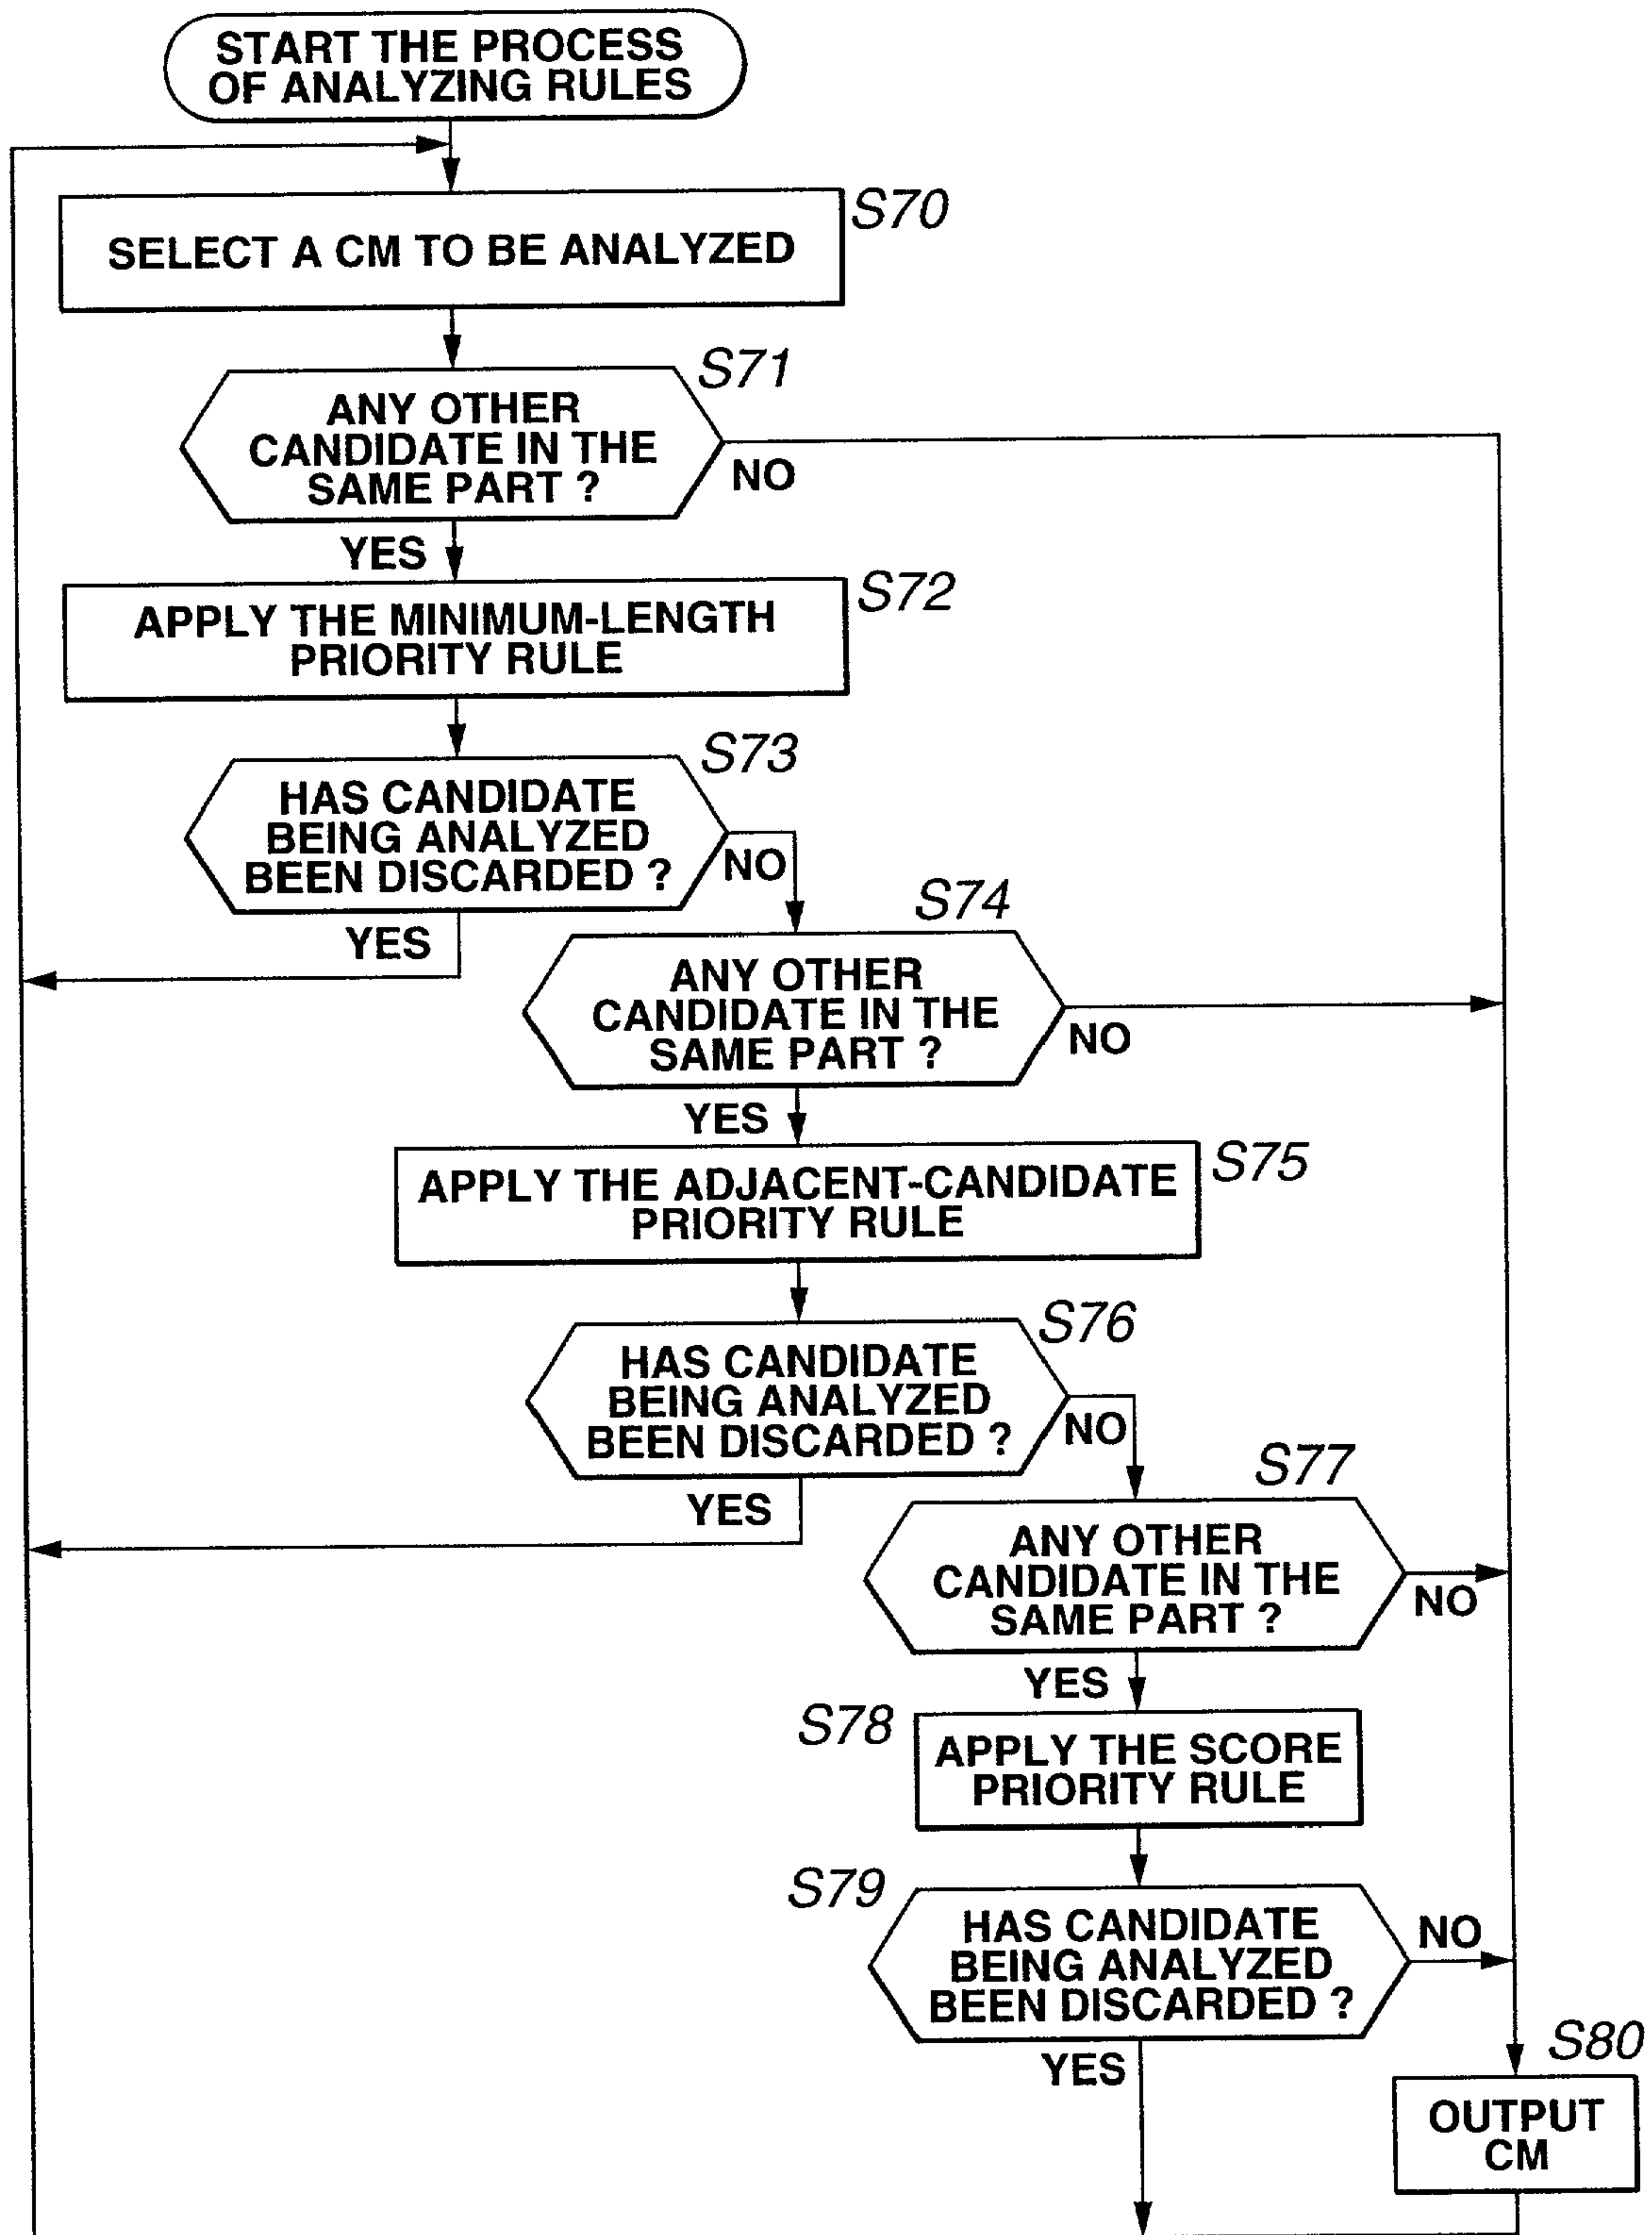 START THE PROCESS
OF ANALYZING RULES
S70
SELECT A CM TO BE ANALYZED
S71
ANY OTHER
CANDIDATE IN THE
SAME PART ?
NO
YES
S72
APPLY THE MINIMUM-LENGTH
PRIORITY RULE
S73
HAS CANDIDATE
BEING ANALYZED
BEEN DISCARDED ?
NO
YES
S74
ANY OTHER
CANDIDATE IN THE
SAME PART ?
NO
YES
S75
APPLY THE ADJACENT-CANDIDATE
PRIORITY RULE
S76
HAS CANDIDATE
BEING ANALYZED
BEEN DISCARDED ?
NO
YES
S77
ANY OTHER
CANDIDATE IN THE
SAME PART ?
NO
YES
S78
APPLY THE SCORE
PRIORITY RULE
S79
HAS CANDIDATE
BEING ANALYZED
BEEN DISCARDED ?
NO
YES
S80
OUTPUT
CM